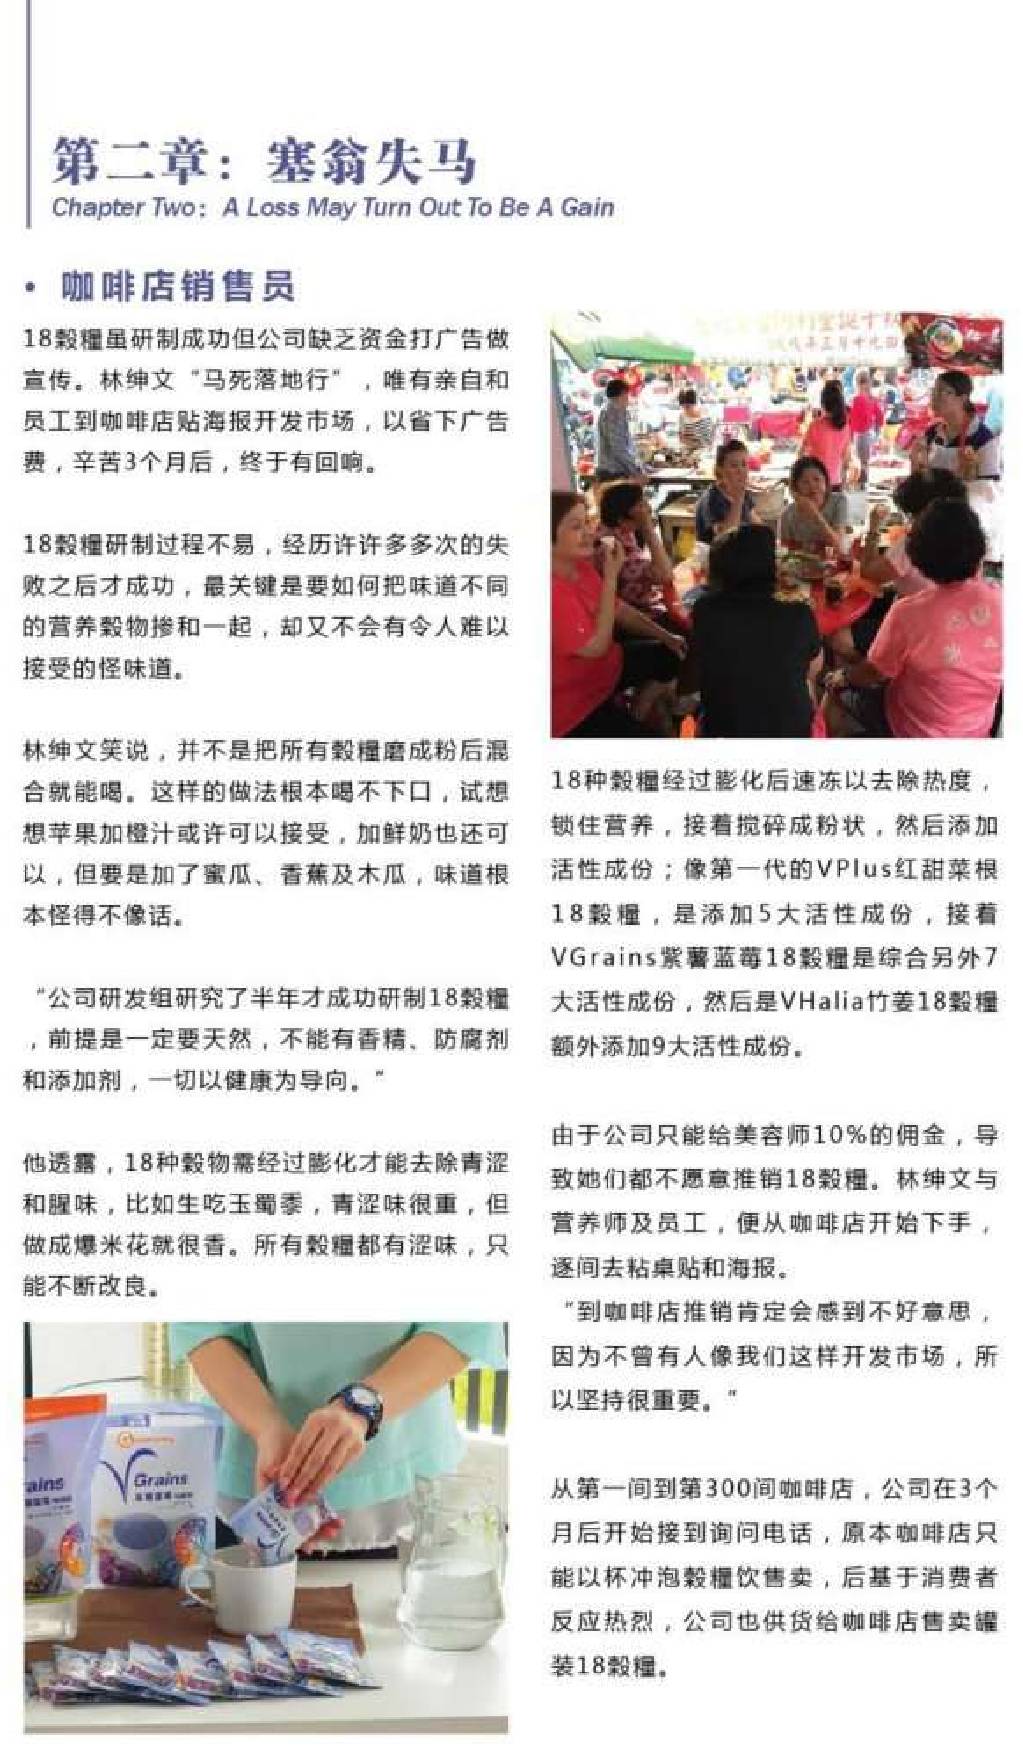 第二章：塞翁失马
Chapter Two: A Loss May Turn Out To Be A Gain
• 咖啡店销售员
18穀糧虽研制成功但公司缺乏资金打广告做
宣传。林绅文“马死落地行”，唯有亲自和
员工到咖啡店贴海报开发市场，以省下广告
费，辛苦3个月后，终于有回响。
18穀糧研制过程不易，经历许许多多次的失
败之后才成功，最关键是要如何把味道不同
的营养穀物掺和一起，却又不会有令人难以
接受的怪味道。
林绅文笑说，并不是把所有穀糧磨成粉后混
合就能喝。这样的做法根本喝不下口，试想
想苹果加橙汁或许可以接受，加鲜奶也还可
以，但要是加了蜜瓜、香蕉及木瓜，味道根
本怪得不像话。
“公司研发组研究了半年才成功研制18穀糧
，前提是一定要天然，不能有香精、防腐剂
和添加剂，一切以健康为导向。”
他透露，18种穀物需经过膨化才能去除青涩
和腥味，比如生吃玉蜀黍，青涩味很重，但
做成爆米花就很香。所有穀糧都有涩味，只
能不断改良。
ains
V Grains
18种穀糧经过膨化后速冻以去除热度，
锁住营养，接着搅碎成粉状，然后添加
活性成份；像第一代的VPlus红甜菜根
18穀糧，是添加5大活性成份，接着
VGrains紫薯蓝莓18穀糧是综合另外7
大活性成份，然后是VHalia竹姜18穀糧
额外添加9大活性成份。
由于公司只能给美容师10%的佣金，导
致她们都不愿意推销18穀糧。林绅文与
营养师及员工，便从咖啡店开始下手，
逐间去粘桌贴和海报。
“到咖啡店推销肯定会感到不好意思，
因为不曾有人像我们这样开发市场，所
以坚持很重要。”
从第一间到第300间咖啡店，公司在3个
月后开始接到询问电话，原本咖啡店只
能以杯冲泡穀糧饮售卖，后基于消费者
反应热烈，公司也供货给咖啡店售卖罐
装18穀糧。